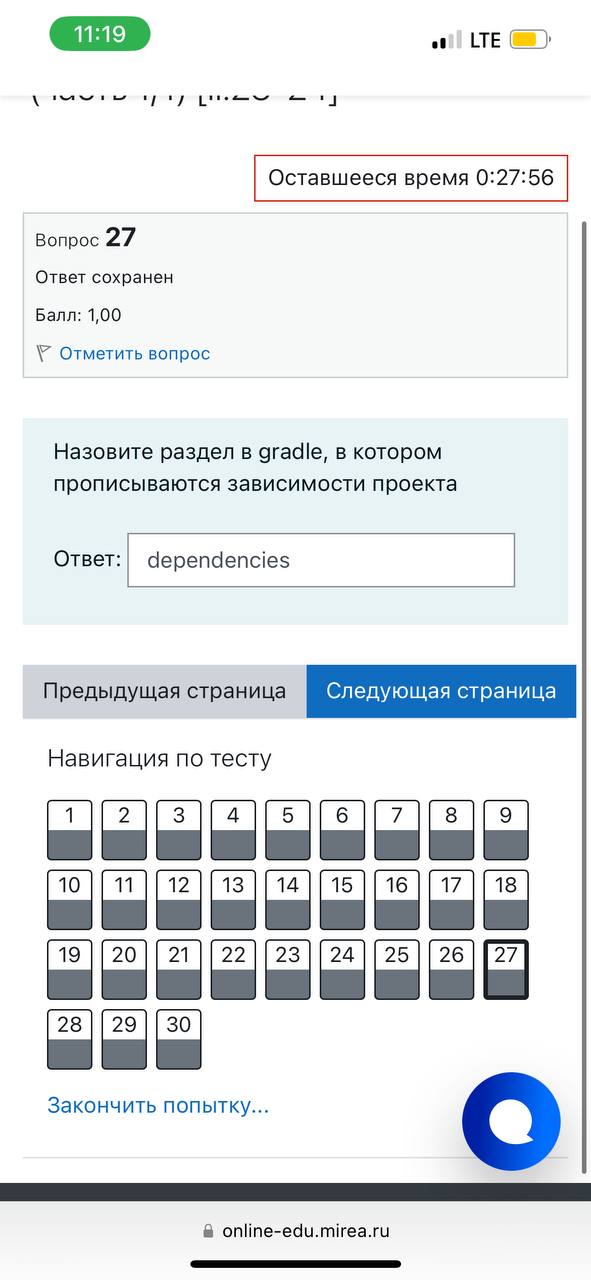 11:19
LTE
Оставшееся время 0:27:56
Вопрос 27
Ответ сохранен
Балл: 1,00
Отметить вопрос
Назовите раздел в gradle, в котором
прописываются зависимости проекта
Ответ: dependencies
Предыдущая страница Следующая страница
Навигация по тесту
1 2 3 4 5 6 7 8 9
10 11 12 13 14 15 16 17 18
19 20 21 22 23 24 25 26 27
28 29 30
Закончить попытку...
online-edu.mirea.ru